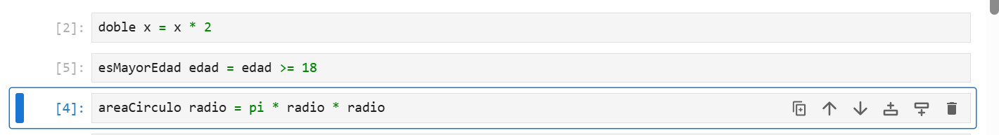 [2]: doble x = x * 2
[5]: esMayorEdad edad = edad >= 18
[4]: areaCirculo radio = pi * radio * radio